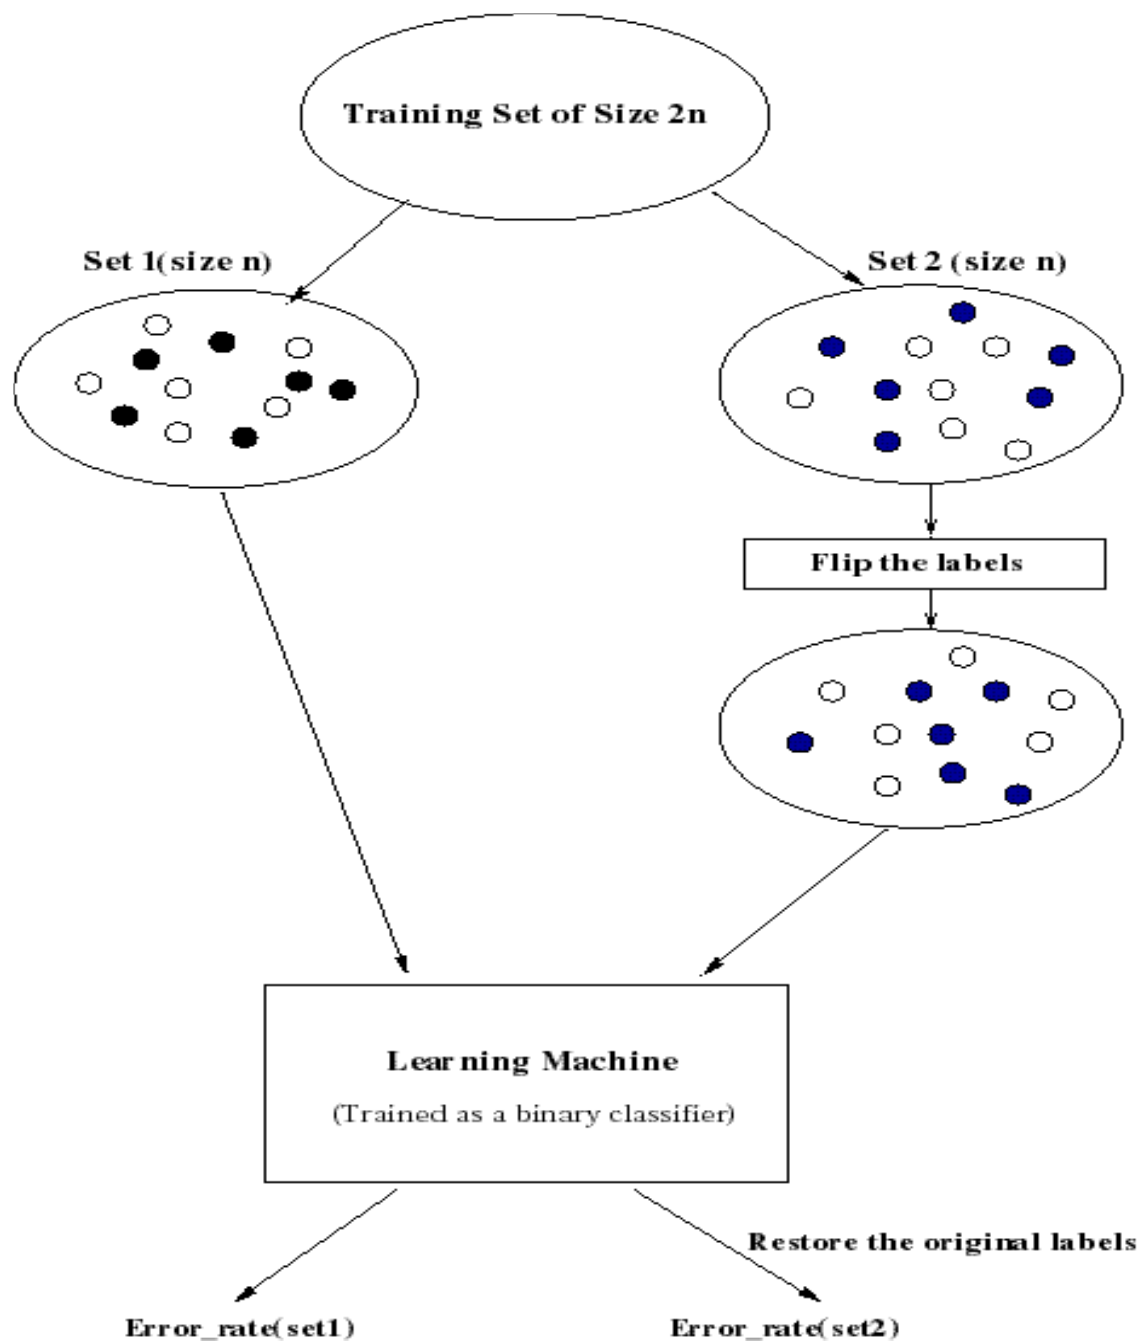 Training Set of Size 2n
Set 1(size n)
Set 2 (size n)
Flip the labels
Learning Machine
(Trained as a binary classifier)
Restore the original labels
Error_rate(set1)
Error_rate(set2)